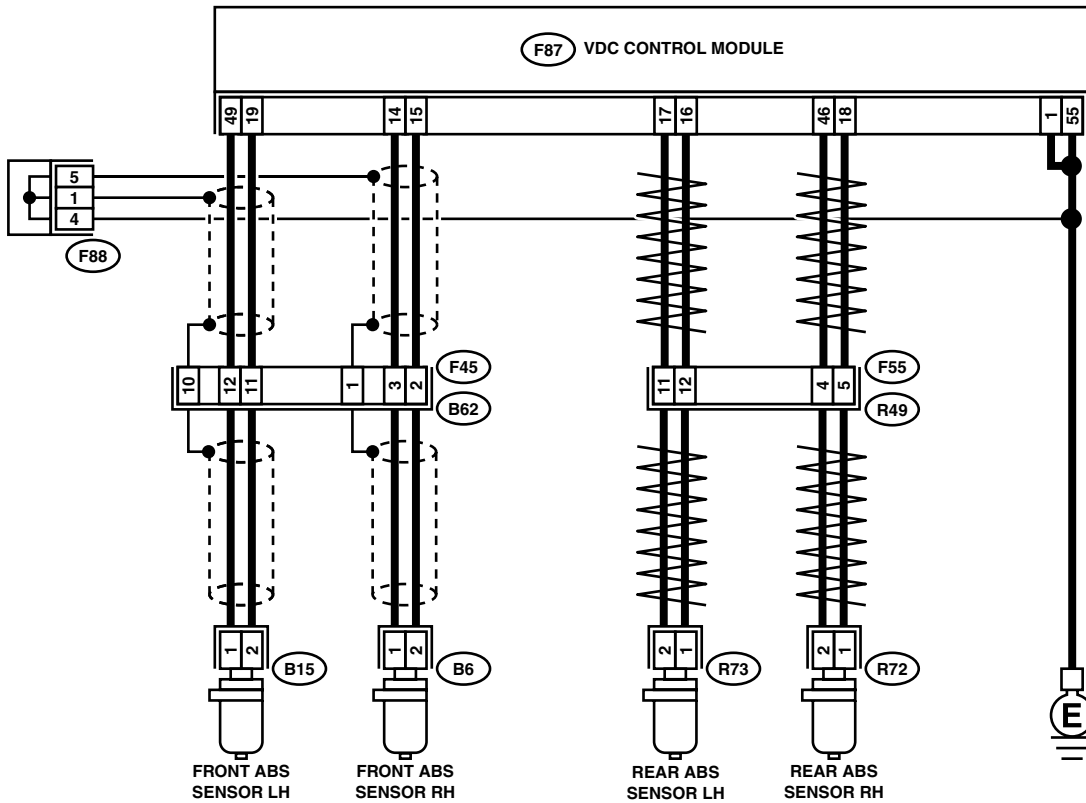 F87 VDC CONTROL MODULE
49 19 14 15 17 16 46 18 1 55
5
1
4
F88
10 12 11 1 3 2 F45 11 12 4 5 F55
B62 R49
1 2 B15 1 2 B6 2 1 R73 2 1 R72
E
FRONT ABS FRONT ABS REAR ABS REAR ABS
SENSOR LH SENSOR RH SENSOR LH SENSOR RH